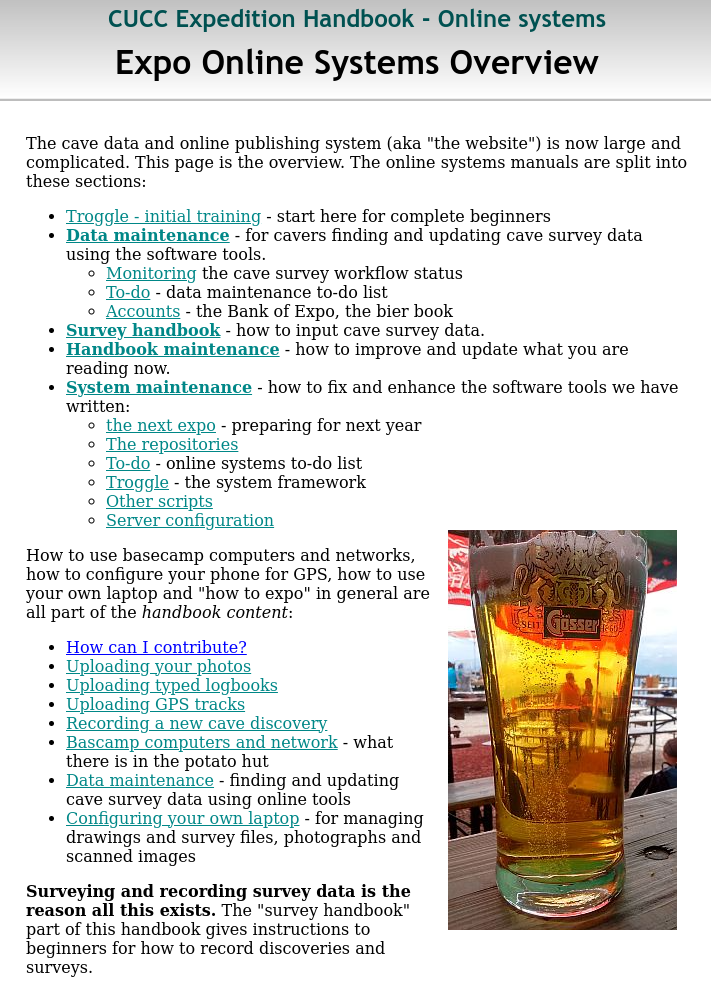 CUCC Expedition Handbook - Online systems
Expo Online Systems Overview
The cave data and online publishing system (aka "the website") is now large and
complicated. This page is the overview. The online systems manuals are split into
these sections:
Troggle - initial training - start here for complete beginners
Data maintenance - for cavers finding and updating cave survey data
using the software tools.
Monitoring the cave survey workflow status
To-do - data maintenance to-do list
Accounts - the Bank of Expo, the bier book
Survey handbook - how to input cave survey data.
Handbook maintenance - how to improve and update what you are
reading now.
System maintenance - how to fix and enhance the software tools we have
written:
the next expo - preparing for next year
The repositories
To-do - online systems to-do list
Troggle - the system framework
Other scripts
Server configuration
How to use basecamp computers and networks,
how to configure your phone for GPS, how to use
your own laptop and "how to expo" in general are
all part of the handbook content:
How can I contribute?
Uploading your photos
Uploading typed logbooks
Uploading GPS tracks
Recording a new cave discovery
Bascamp computers and network - what
there is in the potato hut
Data maintenance - finding and updating
cave survey data using online tools
Configuring your own laptop - for managing
drawings and survey files, photographs and
scanned images
Surveying and recording survey data is the
reason all this exists. The "survey handbook"
part of this handbook gives instructions to
beginners for how to record discoveries and
surveys.
SEIT
Gösser